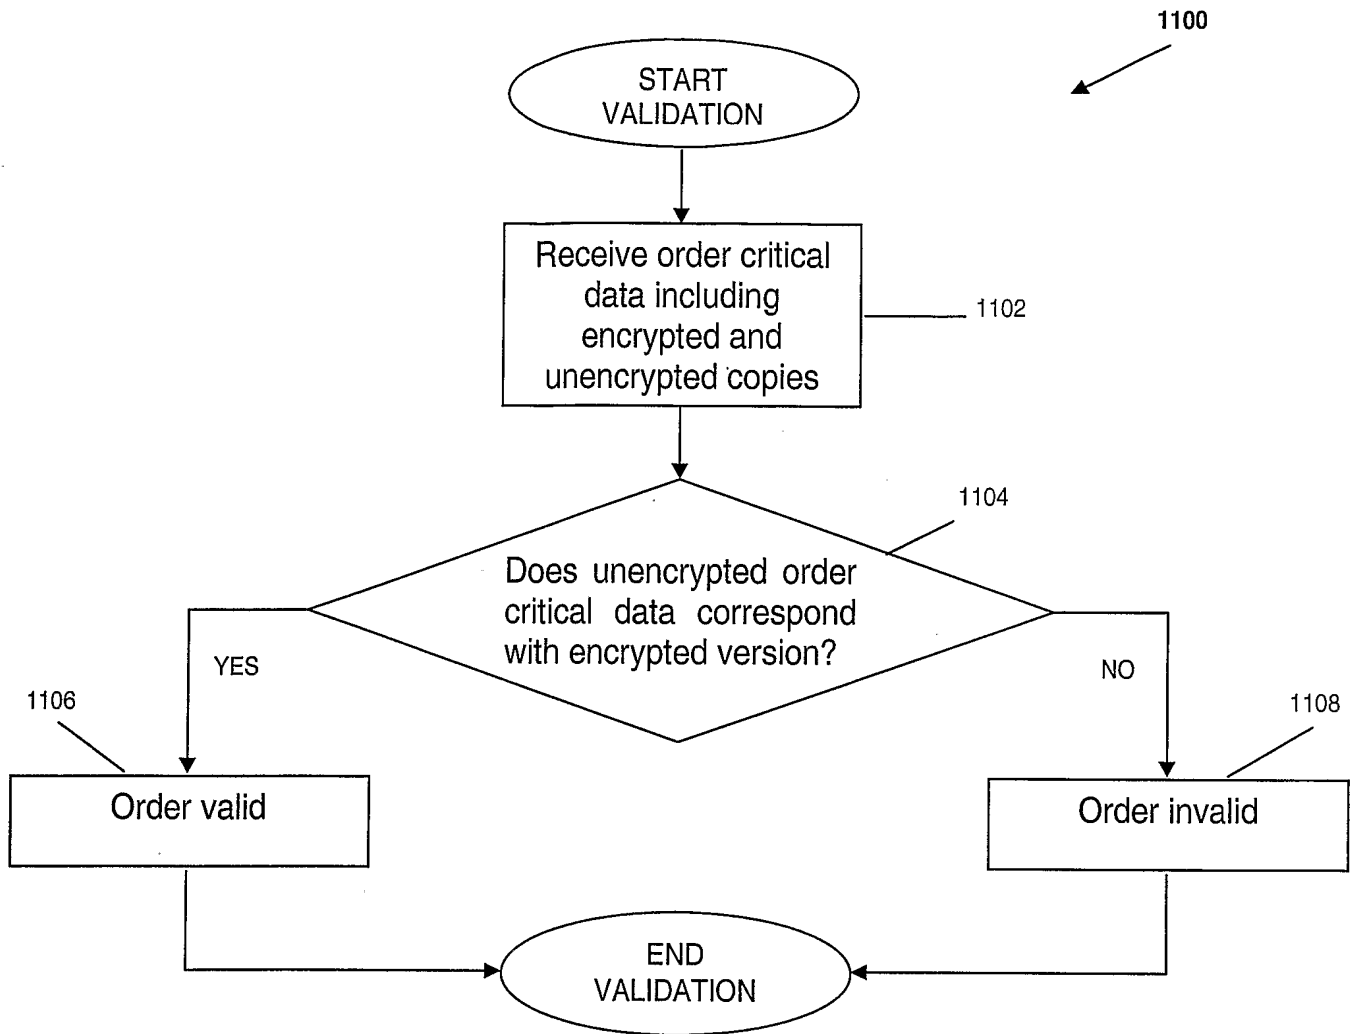 1100
START
VALIDATION
Receive order critical
data including
encrypted and
unencrypted copies
1102
1104
Does unencrypted order
critical data correspond
with encrypted version?
YES
NO
1106
1108
Order valid
Order invalid
END
VALIDATION